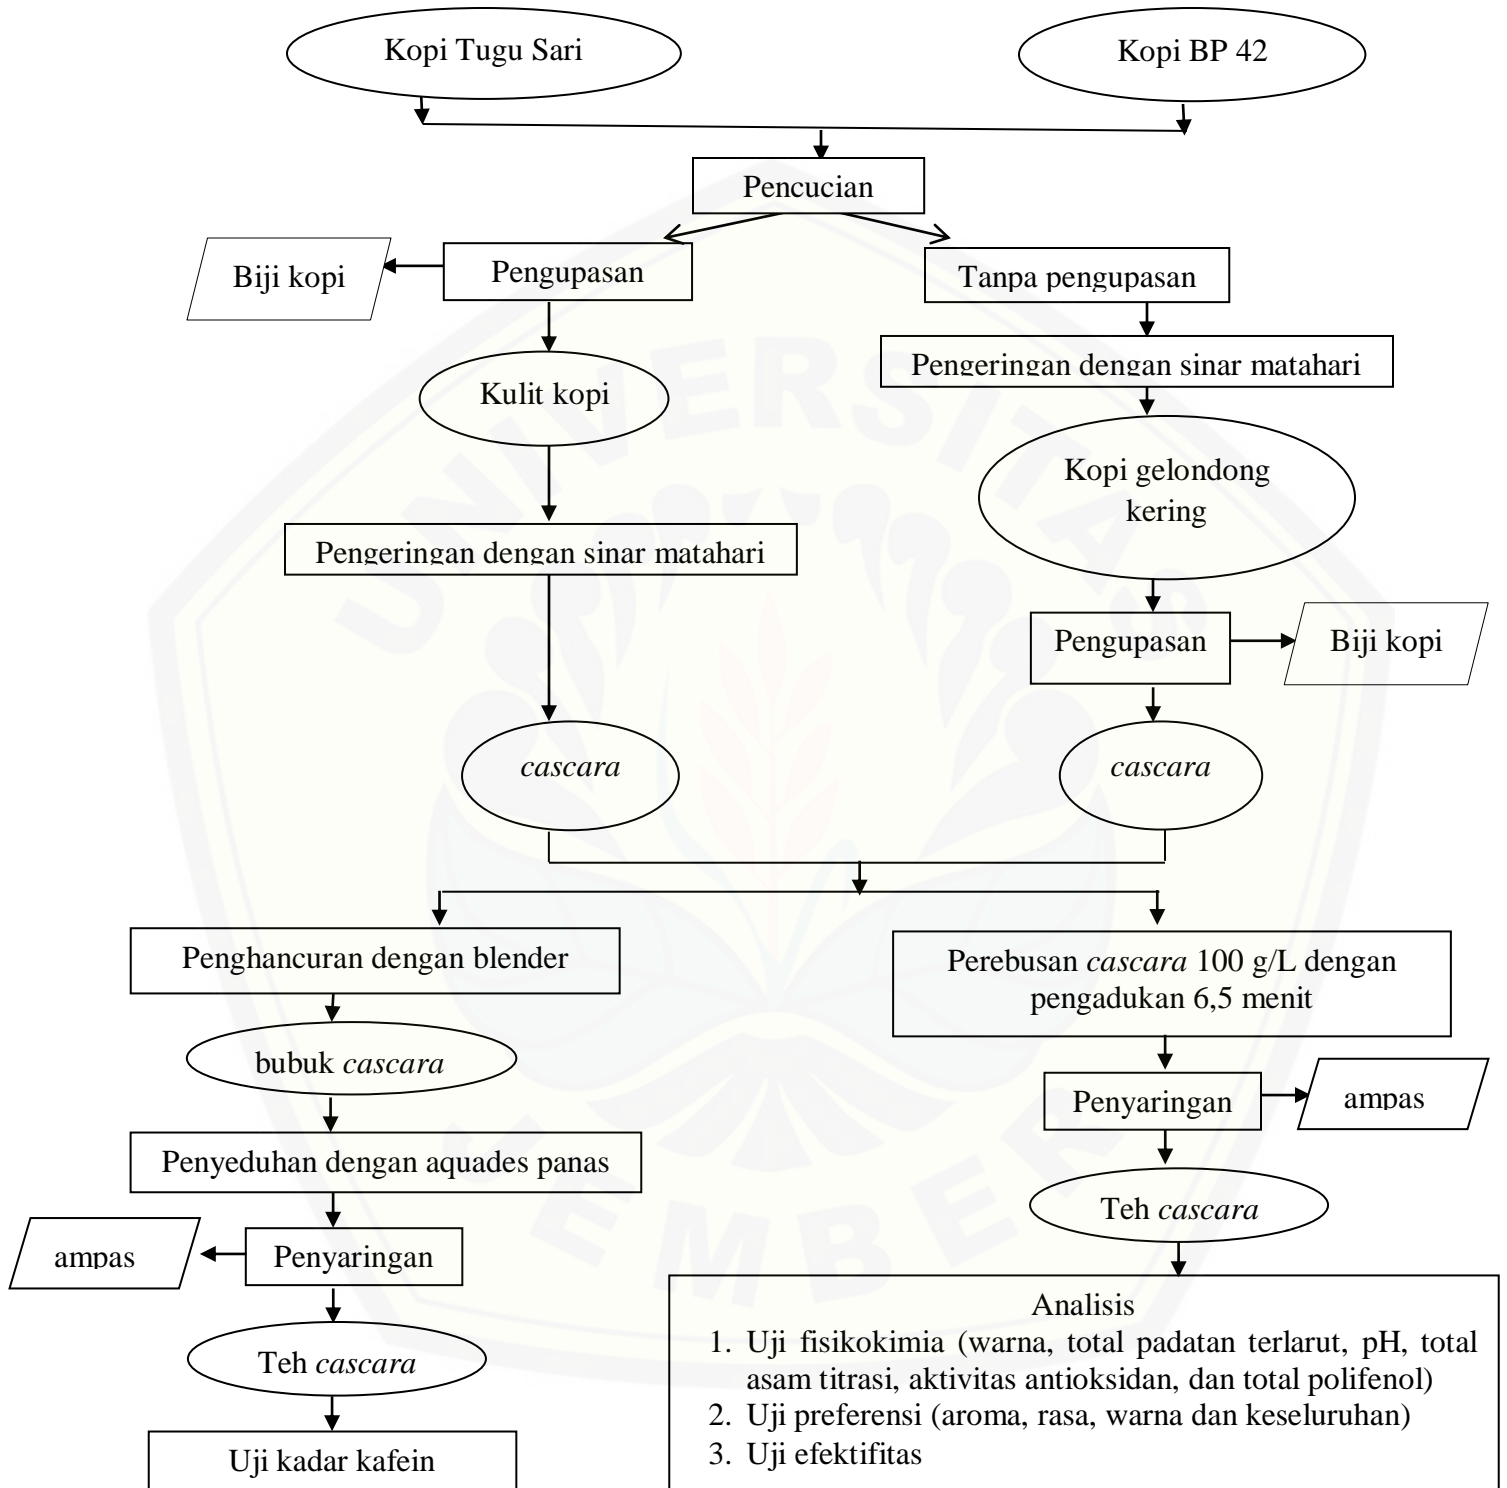 Kopi Tugu Sari
Kopi BP 42
Pencucian
Biji kopi
Pengupasan
Tanpa pengupasan
Pengeringan dengan sinar matahari
Kulit kopi
Kopi gelondong
kering
Pengeringan dengan sinar matahari
Pengupasan
Biji kopi
cascara
cascara
Penghancuran dengan blender
Perebusan cascara 100 g/L dengan
pengadukan 6,5 menit
bubuk cascara
Penyaringan
ampas
Penyeduhan dengan aquades panas
Teh cascara
ampas
Penyaringan
Teh cascara
Uji kadar kafein
Analisis
1. Uji fisikokimia (warna, total padatan terlarut, pH, total
asam titrasi, aktivitas antioksidan, dan total polifenol)
2. Uji preferensi (aroma, rasa, warna dan keseluruhan)
3. Uji efektifitas
UNIVERSITAS
JEMBER